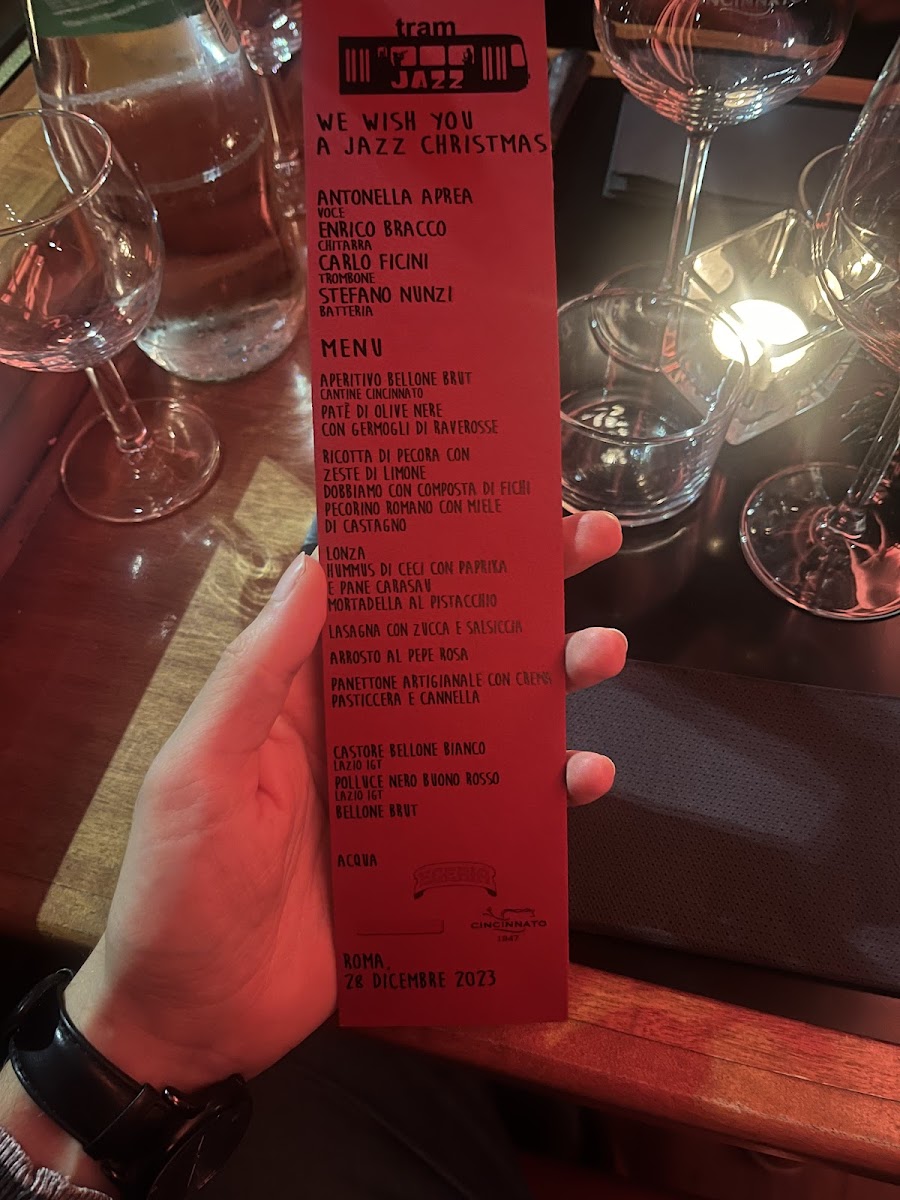 tram
JAZZ
WE WISH YOU
A JAZZ CHRISTMAS
ANTONELLA APREA
VOCE
ENRICO BRACCO
CHITARRA
CARLO FICINI
TROMBONE
STEFANO NUNZI
BATTERIA
MENU
APERITIVO BELLONE BRUT
CANTINE CINCINNATO
PATÈ DI OLIVE NERE
CON GERMOGLI DI RAVEROSSE
RICOTTA DI PECORA CON
ZESTE DI LIMONE
DOBBIAMO CON COMPOSTA DI FICHI
PECORINO ROMANO CON MIELE
DI CASTAGNO
LONZA
HUMMUS DI CECI CON PAPRIKA
E PANE CARASAU
MORTADELLA AL PISTACCHIO
LASAGNA CON ZUCCA E SALSICCIA
ARROSTO AL PEPE ROSA
PANETTONE ARTIGIANALE CON CREMA
PASTICCERA E CANNELLA
CASTORE BELLONE BIANCO
LAZIO IGT
POLLUCE NERO BUONO ROSSO
LAZIO IGT
BELLONE BRUT
ACQUA
EGERIA
CINCINNATO
1947
ROMA,
28 DICEMBRE 2023